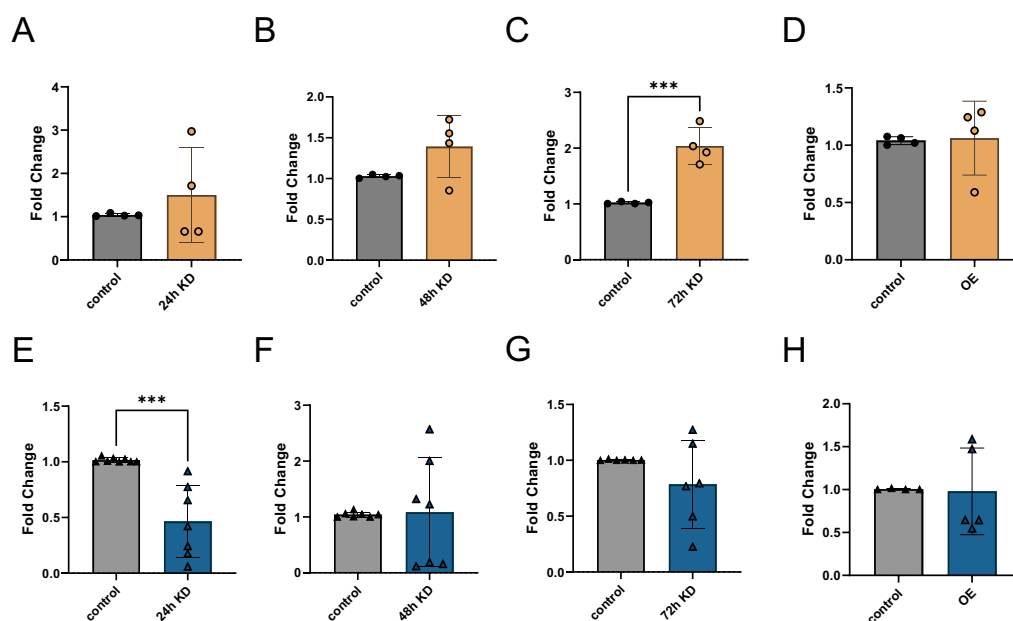 A
B
C
D
Fold Change
4
3
2
1
0
control
24h KD
Fold Change
2.0
1.5
1.0
0.5
0.0
control
48h KD
Fold Change
3
2
1
0
***
control
72h KD
Fold Change
1.5
1.0
0.5
0.0
control
OE
E
F
G
H
Fold Change
1.5
1.0
0.5
0.0
***
control
24h KD
Fold Change
3
2
1
0
control
48h KD
Fold Change
1.5
1.0
0.5
0.0
control
72h KD
Fold Change
2.0
1.5
1.0
0.5
0.0
control
OE